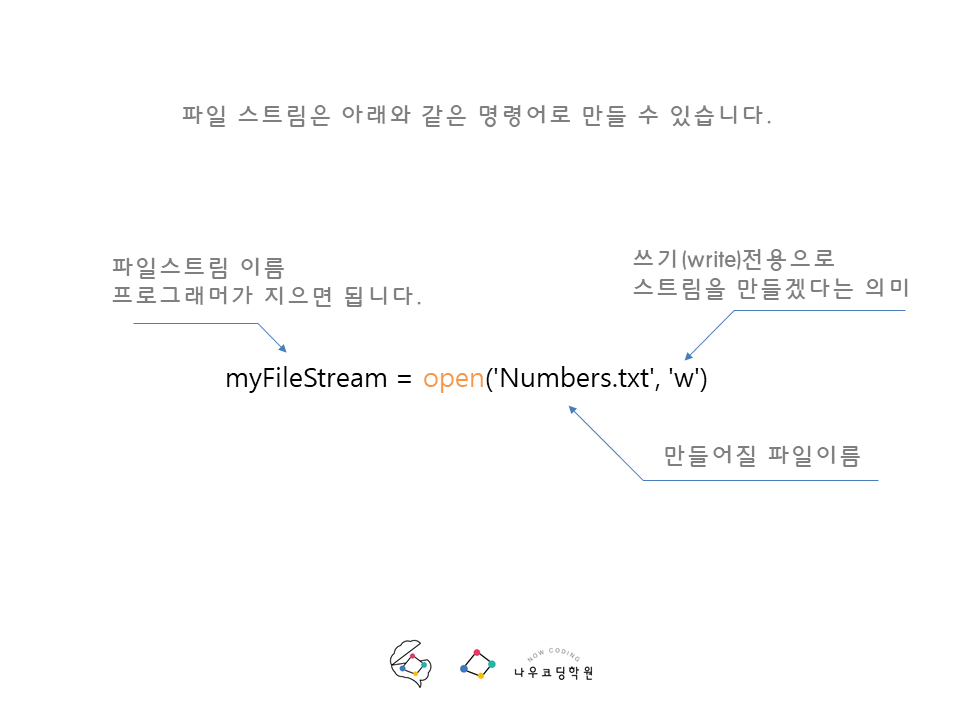 파일 스트림은 아래와 같은 명령어로 만들 수 있습니다.
파일스트림 이름
프로그래머가 지으면 됩니다.
쓰기(write)전용으로
스트림을 만들겠다는 의미
myFileStream = open('Numbers.txt', 'w')
만들어질 파일이름
NOW CODING
나우코딩학원